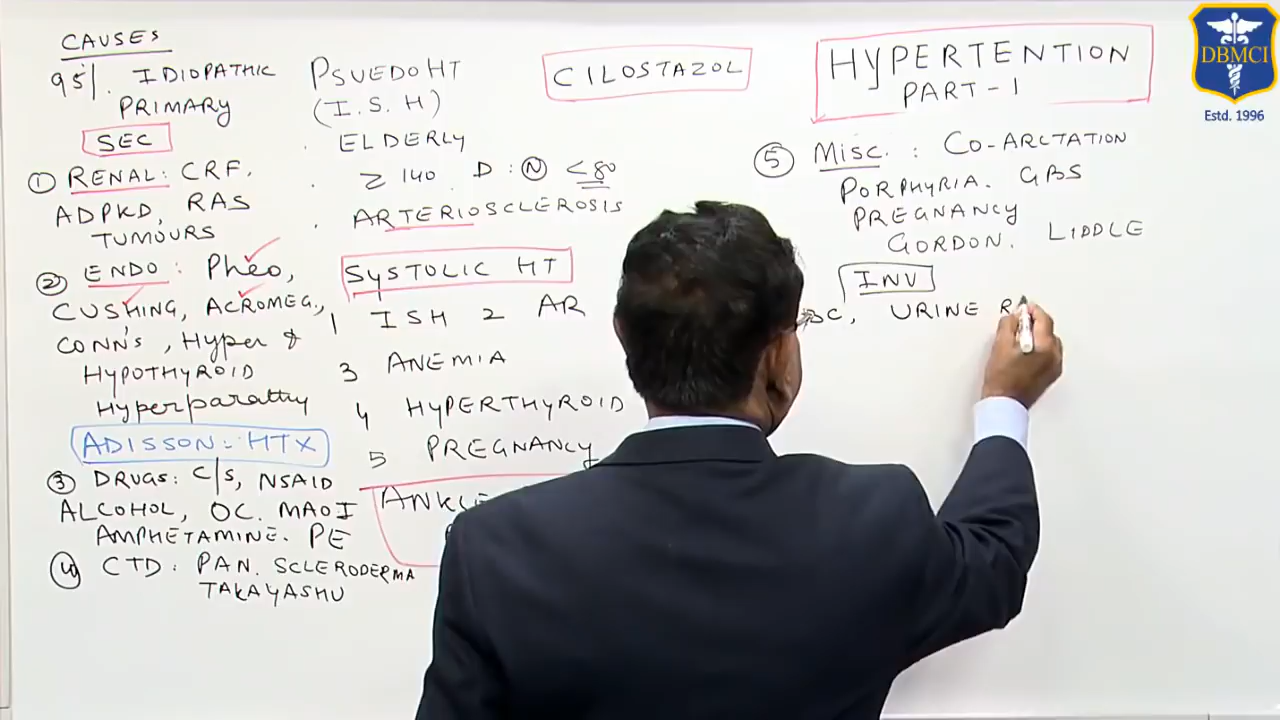 CAUSES
95%. IDIOPATHIC
PRIMARY
SEC
① RENAL: CRF,
ADPKD, RAS
TUMOURS
② ENDO: Pheo,
CUSHING, ACROMEG.,
CONN'S, Hyper &
HYPOTHYROID
Hyperparathy
ADISSON = HTX
③ DRUGS: C/S, NSAID
ALCOHOL, OC. MAOI
AMPHETAMINE. PE
④ CTD: PAN. SCLERODERMA
TAKAYASHU
PSUEDOHT
(I.S.H)
ELDERLY
≥ 140 D: N <80
ARTERIOSCLEROSIS
SYSTOLIC HT
1 ISH 2 AR
3 ANEMIA
4 HYPERTHYROID
5 PREGNANCY
ANKLE
CILOSTAZOL
HYPERTENTION
PART-1
⑤ Misc.: CO-ARCTATION
PORPHYRIA. GBS
PREGNANCY
GORDON. LIDDLE
INV
URINE R
DBMCI
Estd. 1996